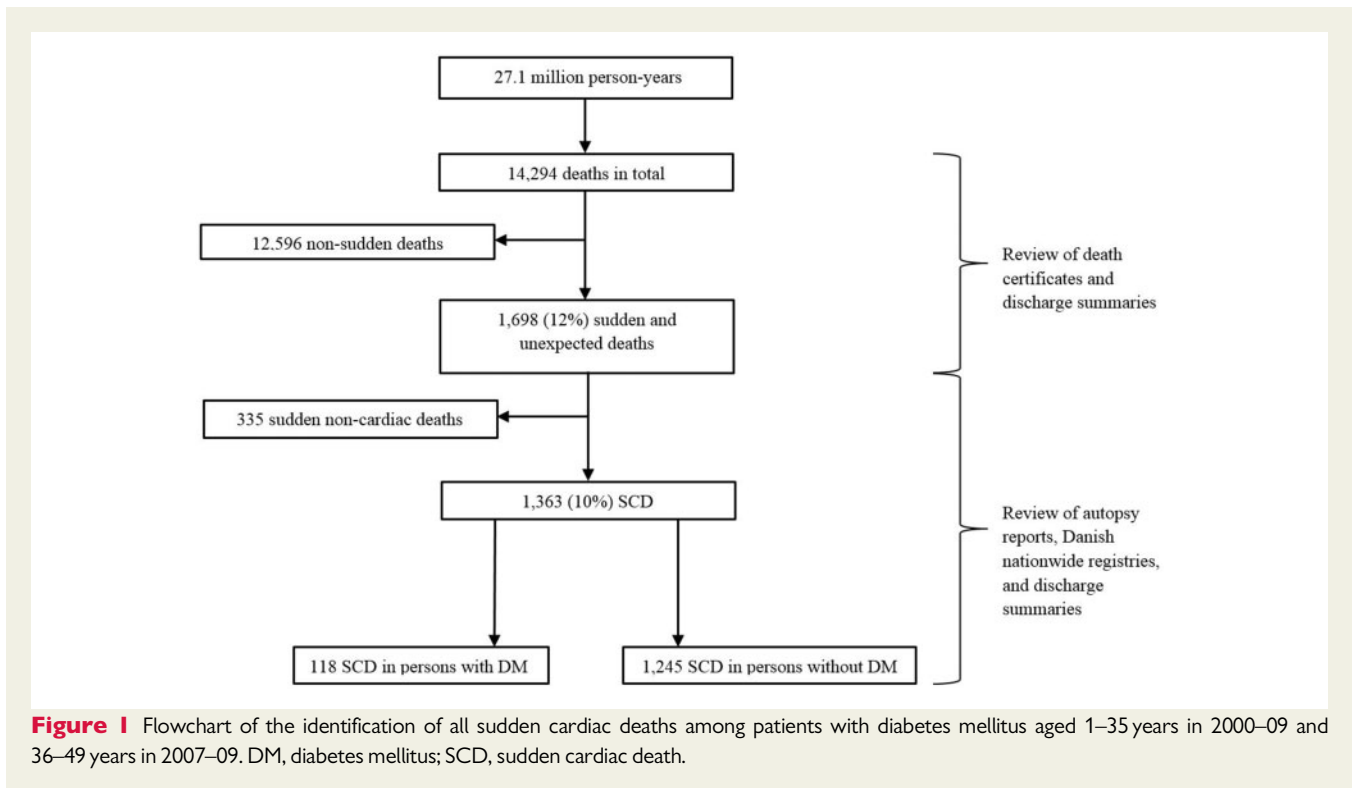 27.1 million person-years
14,294 deaths in total
12.596 non-sudden deaths
Review of death
certificates and
discharge summaries
1,698 (12%) sudden and
unexpected deaths
335 sudden non-cardiac deaths
1,363 (10%) SCD
Review of autopsy
reports, Danish
nationwide registries,
and discharge
summaries
118 SCD in persons with DM
1,245 SCD in persons without DM
Figure 1 Flowchart of the identification of all sudden cardiac deaths among patients with diabetes mellitus aged 1–35 years in 2000–09 and
36–49 years in 2007–09. DM, diabetes mellitus; SCD, sudden cardiac death.